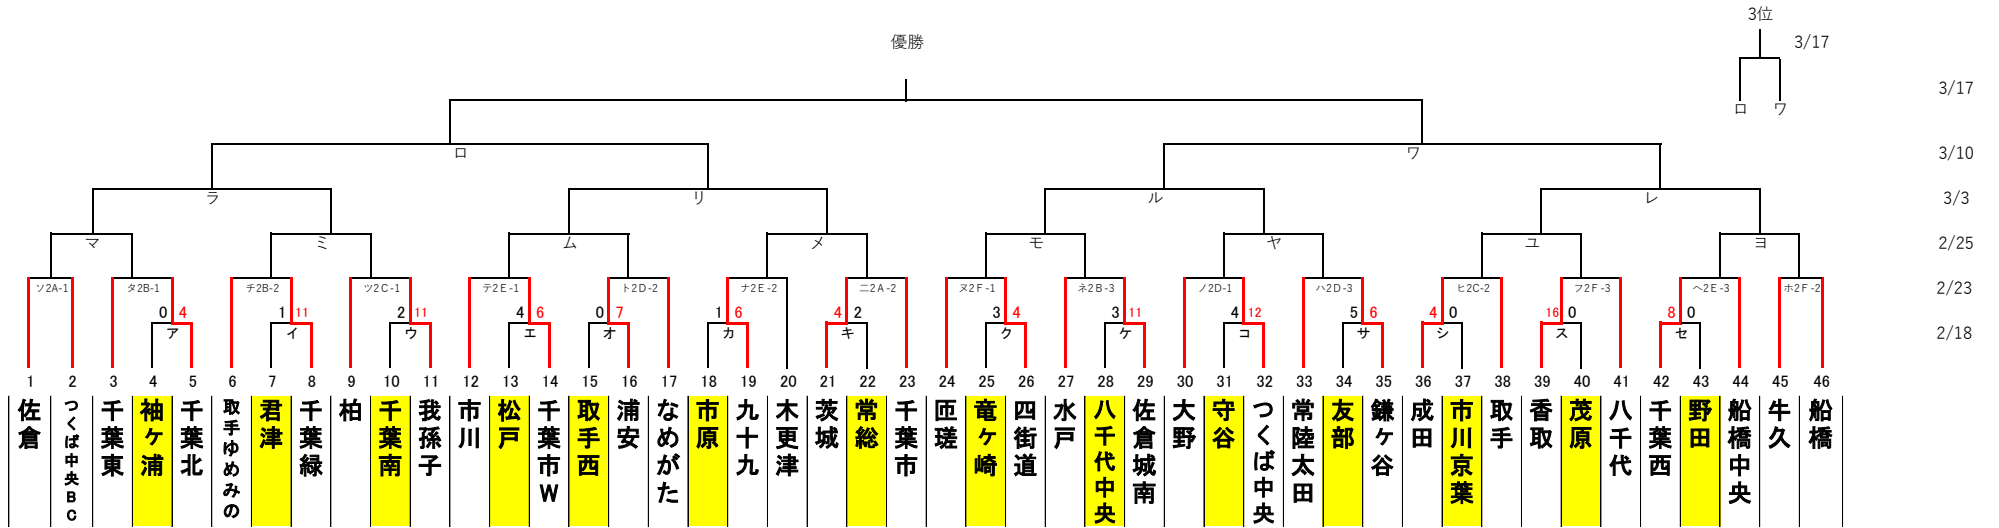 3位
優勝 3/17
3/17
ロ ワ
ロ ワ 3/10
ラ リ ル レ 3/3
マ ミ ム メ モ ヤ ユ ヨ 2/25
ソ2A-1 タ2B-1 チ2B-2 ツ2C-1 テ2E-1 ト2D-2 ナ2E-2 ニ2A-2 ヌ2F-1 ネ2B-3 ノ2D-1 ハ2D-3 ヒ2C-2 フ2F-3 ヘ2E-3 ホ2F-2 2/23
0 4 1 11 2 11 4 6 0 7 1 6 4 2 3 4 3 11 4 12 5 6 4 0 16 0 8 0
ア イ ウ エ オ カ キ ク ケ コ サ シ ス セ 2/18
1 2 3 4 5 6 7 8 9 10 11 12 13 14 15 16 17 18 19 20 21 22 23 24 25 26 27 28 29 30 31 32 33 34 35 36 37 38 39 40 41 42 43 44 45 46
佐倉
つくば中央BC
千葉東
袖ヶ浦
千葉北
取手ゆめみの
君津
千葉緑
柏
千葉南
我孫子
市川
松戸
千葉市W
取手西
浦安
なめがた
市原
九十九
木更津
茨城
常総
千葉市
匝瑳
竜ヶ崎
四街道
水戸
八千代中央
佐倉城南
大野
守谷
つくば中央
常陸太田
友部
鎌ヶ谷
成田
市川京葉
取手
香取
茂原
八千代
千葉西
野田
船橋中央
牛久
船橋